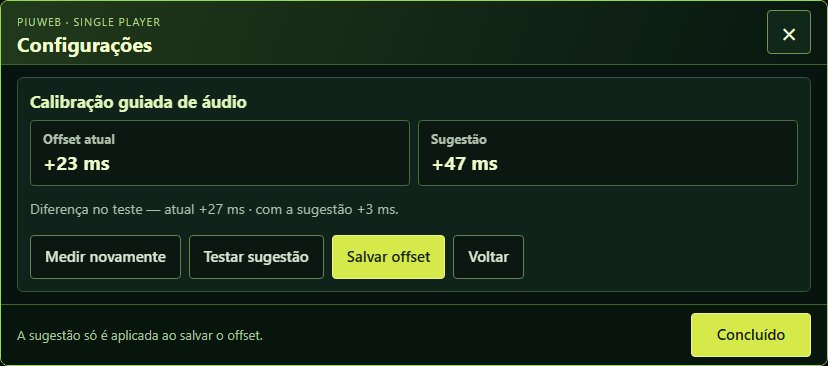 PIUWEB · SINGLE PLAYER
Configurações
×
Calibração guiada de áudio
Offset atual
+23 ms
Sugestão
+47 ms
Diferença no teste — atual +27 ms · com a sugestão +3 ms.
Medir novamente
Testar sugestão
Salvar offset
Voltar
A sugestão só é aplicada ao salvar o offset.
Concluído